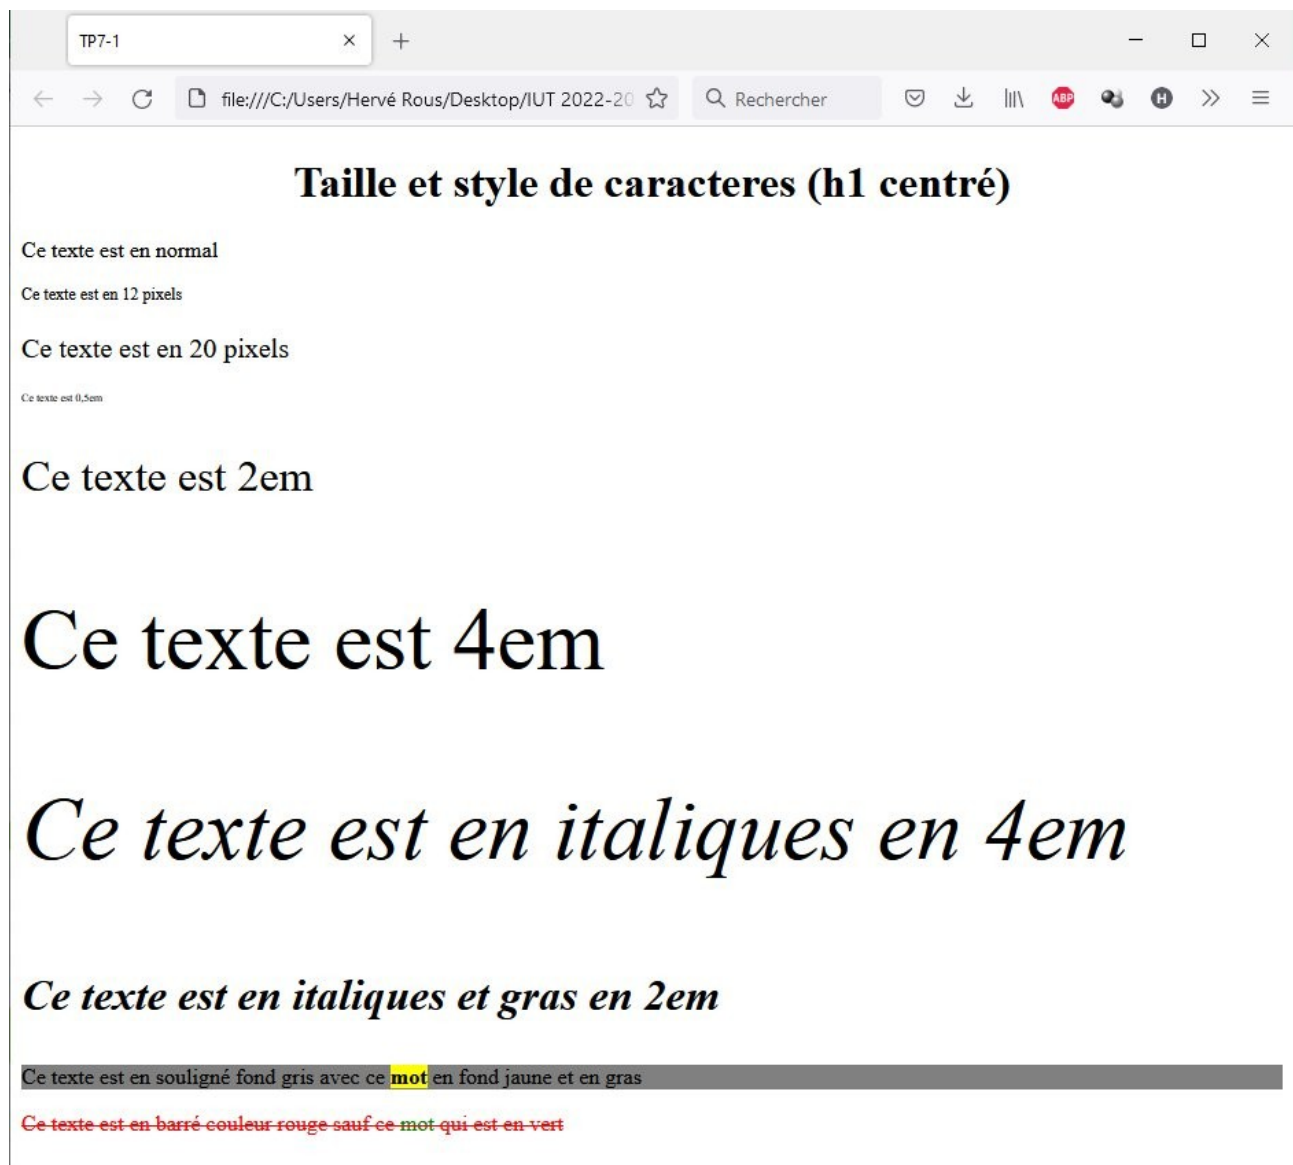 TP7-1
file:///C:/Users/Hervé Rous/Desktop/IUT 2022-20
Rechercher
ABP
H
Taille et style de caracteres (h1 centré)
Ce texte est en normal
Ce texte est en 12 pixels
Ce texte est en 20 pixels
Ce texte est 0,5em
Ce texte est 2em
Ce texte est 4em
Ce texte est en italiques en 4em
Ce texte est en italiques et gras en 2em
Ce texte est en souligné fond gris avec ce mot en fond jaune et en gras
Ce texte est en barré couleur rouge sauf ce mot qui est en vert